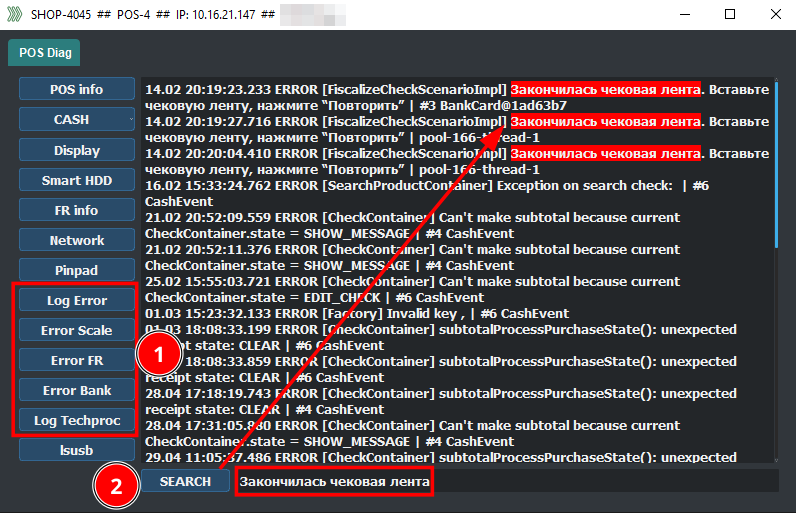 SHOP-4045 ## POS-4 ## IP: 10.16.21.147 ##
POS Diag
POS info
CASH
Display
Smart HDD
FR info
Network
Pinpad
Log Error
Error Scale
Error FR
Error Bank
Log Techproc
lsusb
14.02 20:19:23.233 ERROR [FiscalizeCheckScenarioImpl] Закончилась чековая лента. Вставьте
чековую ленту, нажмите “Повторить” | #3 BankCard@1ad63b7
14.02 20:19:27.716 ERROR [FiscalizeCheckScenarioImpl] Закончилась чековая лента. Вставьте
чековую ленту, нажмите “Повторить” | pool-166-thread-1
14.02 20:20:04.410 ERROR [FiscalizeCheckScenarioImpl] Закончилась чековая лента. Вставьте
чековую ленту, нажмите “Повторить” | pool-166-thread-1
16.02 15:33:24.762 ERROR [SearchProductContainer] Exception on search check: | #6
CashEvent
21.02 20:52:09.559 ERROR [CheckContainer] Can't make subtotal because current
CheckContainer.state = SHOW_MESSAGE | #4 CashEvent
21.02 20:52:11.376 ERROR [CheckContainer] Can't make subtotal because current
CheckContainer.state = SHOW_MESSAGE | #4 CashEvent
25.02 15:55:03.721 ERROR [CheckContainer] Can't make subtotal because current
CheckContainer.state = EDIT_CHECK | #6 CashEvent
01.03 15:23:32.133 ERROR [Factory] Invalid key , | #6 CashEvent
01.03 18:08:33.199 ERROR [CheckContainer] subtotalProcessPurchaseState(): unexpected
receipt state: CLEAR | #6 CashEvent
18:08:33.859 ERROR [CheckContainer] subtotalProcessPurchaseState(): unexpected
receipt state: CLEAR | #6 CashEvent
28.04 17:18:19.743 ERROR [CheckContainer] subtotalProcessPurchaseState(): unexpected
receipt state: CLEAR | #4 CashEvent
28.04 17:31:05.880 ERROR [CheckContainer] Can't make subtotal because current
CheckContainer.state = SHOW_MESSAGE | #4 CashEvent
29.04 11:05:37.486 ERROR [CheckContainer] subtotalProcessPurchaseState(): unexpected
1
2
SEARCH
Закончилась чековая лента